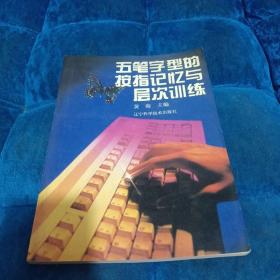 五笔字型的
按指记忆与
层次训练
主编
辽宁科学技术出版社